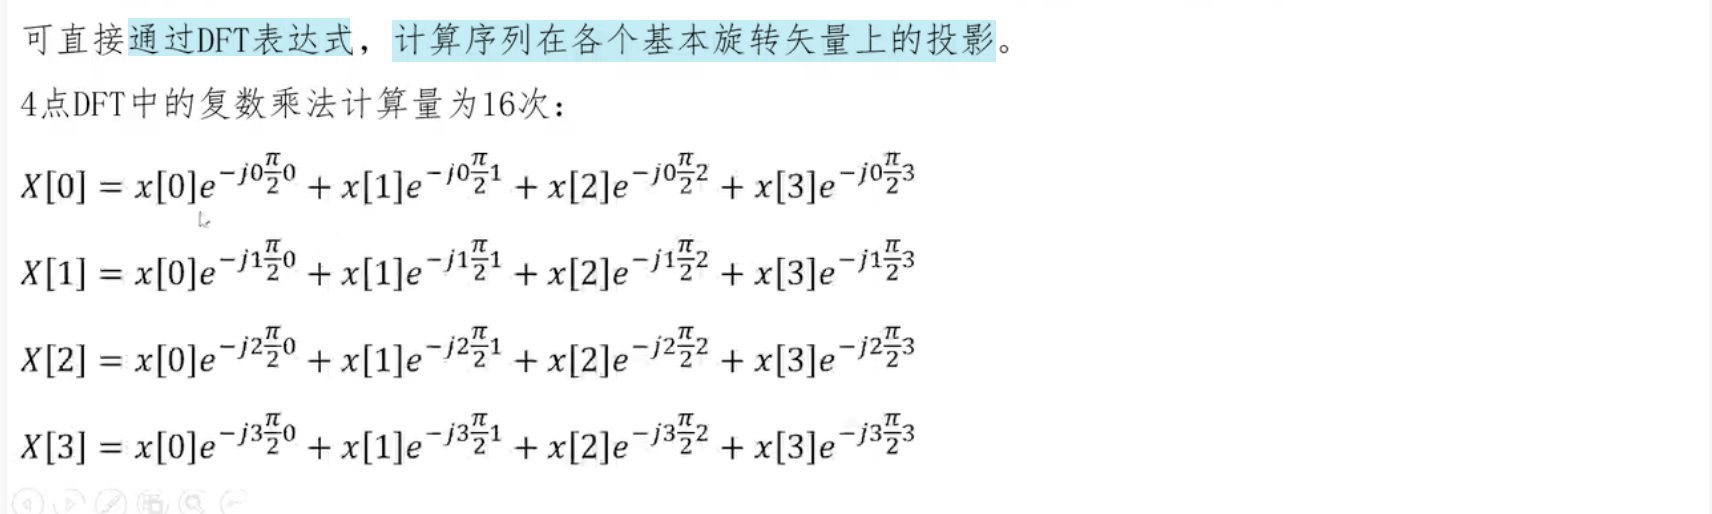 可直接通过DFT表达式，计算序列在各个基本旋转矢量上的投影。
4点DFT中的复数乘法计算量为16次：
$X[0] = x[0]e^{-j0\frac{\pi}{2}0} + x[1]e^{-j0\frac{\pi}{2}1} + x[2]e^{-j0\frac{\pi}{2}2} + x[3]e^{-j0\frac{\pi}{2}3}$
$X[1] = x[0]e^{-j1\frac{\pi}{2}0} + x[1]e^{-j1\frac{\pi}{2}1} + x[2]e^{-j1\frac{\pi}{2}2} + x[3]e^{-j1\frac{\pi}{2}3}$
$X[2] = x[0]e^{-j2\frac{\pi}{2}0} + x[1]e^{-j2\frac{\pi}{2}1} + x[2]e^{-j2\frac{\pi}{2}2} + x[3]e^{-j2\frac{\pi}{2}3}$
$X[3] = x[0]e^{-j3\frac{\pi}{2}0} + x[1]e^{-j3\frac{\pi}{2}1} + x[2]e^{-j3\frac{\pi}{2}2} + x[3]e^{-j3\frac{\pi}{2}3}$